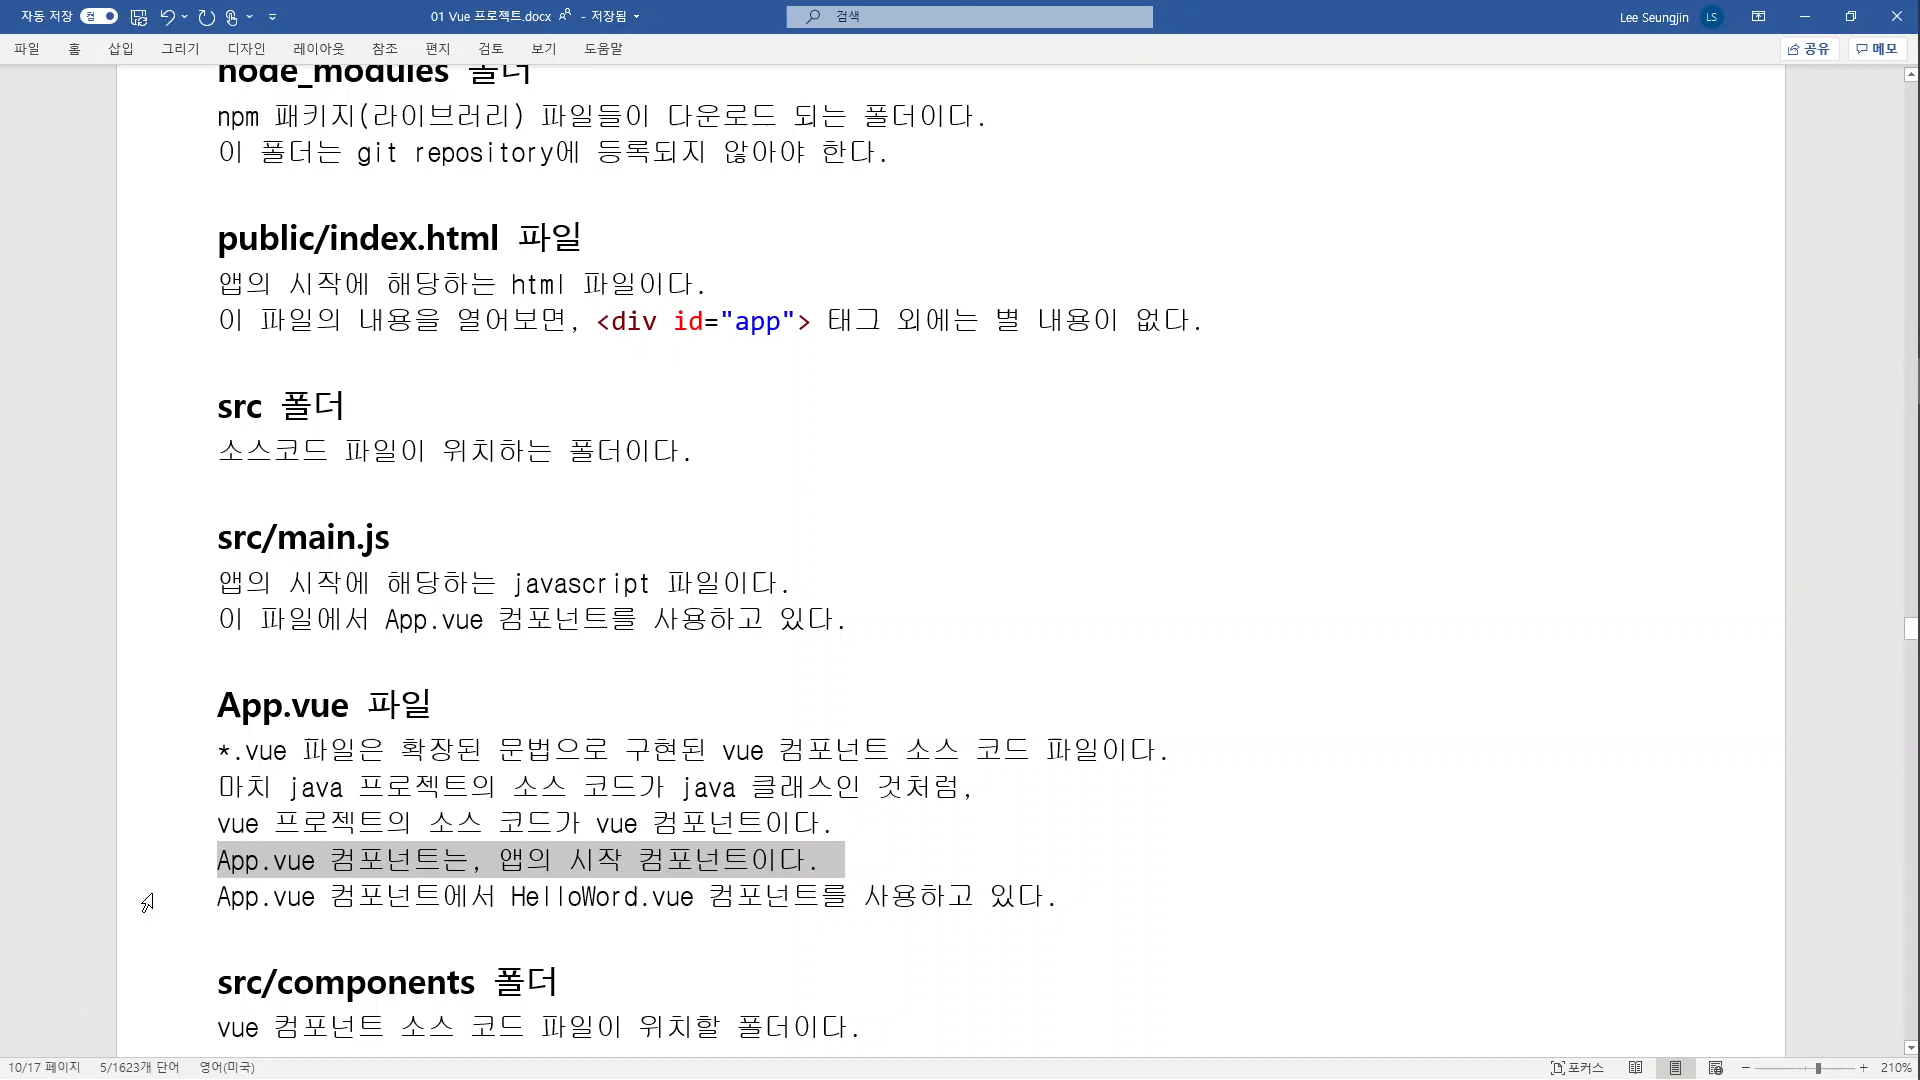 자동 저장 켬 01 Vue 프로젝트.docx - 저장됨 검색 Lee Seungjin LS
파일 홈 삽입 그리기 디자인 레이아웃 참조 편지 검토 보기 도움말 공유 메모
node_modules 폴더
npm 패키지(라이브러리) 파일들이 다운로드 되는 폴더이다.
이 폴더는 git repository에 등록되지 않아야 한다.
public/index.html 파일
앱의 시작에 해당하는 html 파일이다.
이 파일의 내용을 열어보면, <div id="app"> 태그 외에는 별 내용이 없다.
src 폴더
소스코드 파일이 위치하는 폴더이다.
src/main.js
앱의 시작에 해당하는 javascript 파일이다.
이 파일에서 App.vue 컴포넌트를 사용하고 있다.
App.vue 파일
*.vue 파일은 확장된 문법으로 구현된 vue 컴포넌트 소스 코드 파일이다.
마치 java 프로젝트의 소스 코드가 java 클래스인 것처럼,
vue 프로젝트의 소스 코드가 vue 컴포넌트이다.
App.vue 컴포넌트는, 앱의 시작 컴포넌트이다.
App.vue 컴포넌트에서 HelloWord.vue 컴포넌트를 사용하고 있다.
src/components 폴더
vue 컴포넌트 소스 코드 파일이 위치할 폴더이다.
10/17 페이지 5/1623개 단어 영어(미국) 포커스 210%